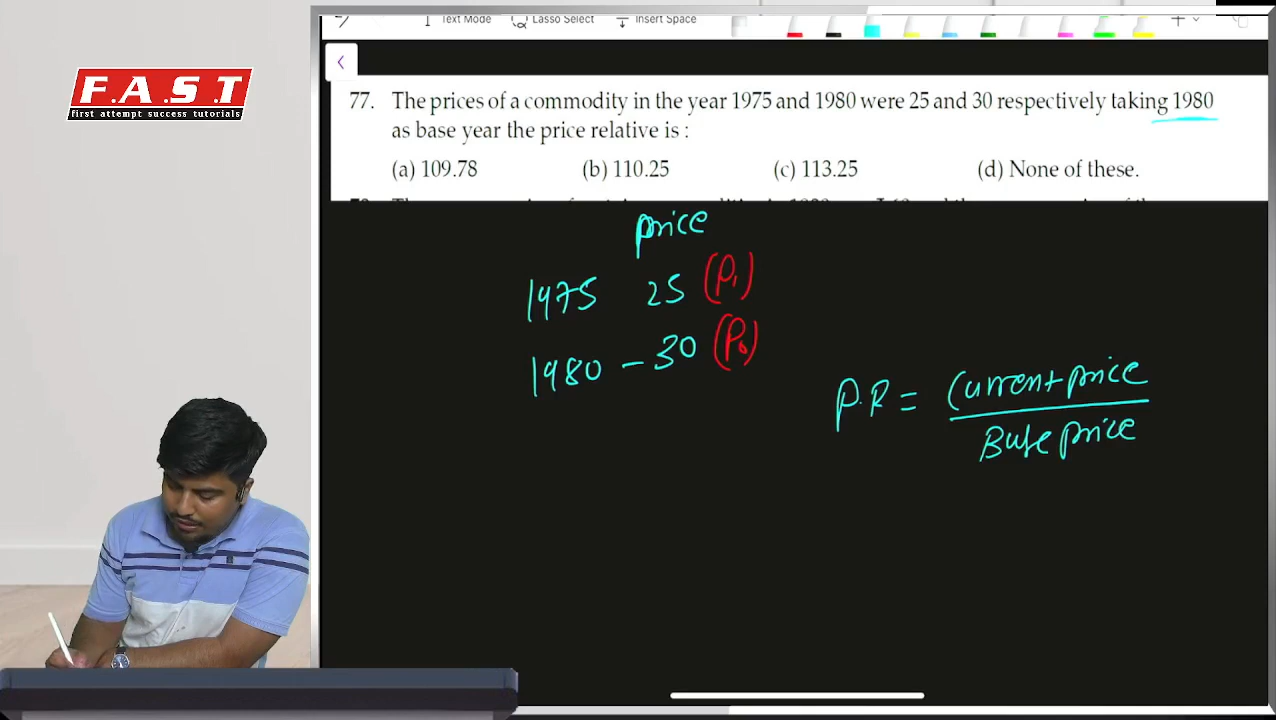 Text Mode Lasso Select Insert Space
F.A.S.T
first attempt success tutorials
77. The prices of a commodity in the year 1975 and 1980 were 25 and 30 respectively taking 1980
as base year the price relative is :
(a) 109.78 (b) 110.25 (c) 113.25 (d) None of these.
price
1975 25 (P₁)
1980 – 30 (P₀)
P.R = Current price
Base price